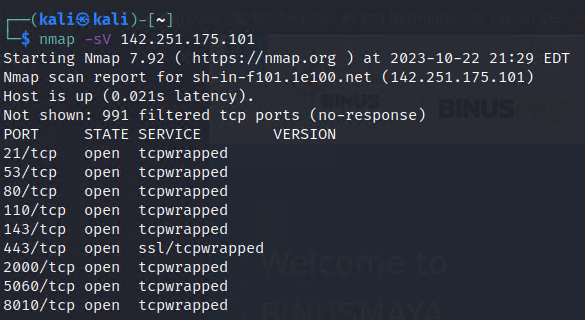 ┌──(kali㉿kali)-[~]
└─$ nmap -sV 142.251.175.101
Starting Nmap 7.92 ( https://nmap.org ) at 2023-10-22 21:29 EDT
Nmap scan report for sh-in-f101.1e100.net (142.251.175.101)
Host is up (0.021s latency).
Not shown: 991 filtered tcp ports (no-response)
PORT     STATE SERVICE        VERSION
21/tcp   open  tcpwrapped
53/tcp   open  tcpwrapped
80/tcp   open  tcpwrapped
110/tcp  open  tcpwrapped
143/tcp  open  tcpwrapped
443/tcp  open  ssl/tcpwrapped
2000/tcp open  tcpwrapped
5060/tcp open  tcpwrapped
8010/tcp open  tcpwrapped
BINUS
BINUS
Welcome to
BINUSMAYA